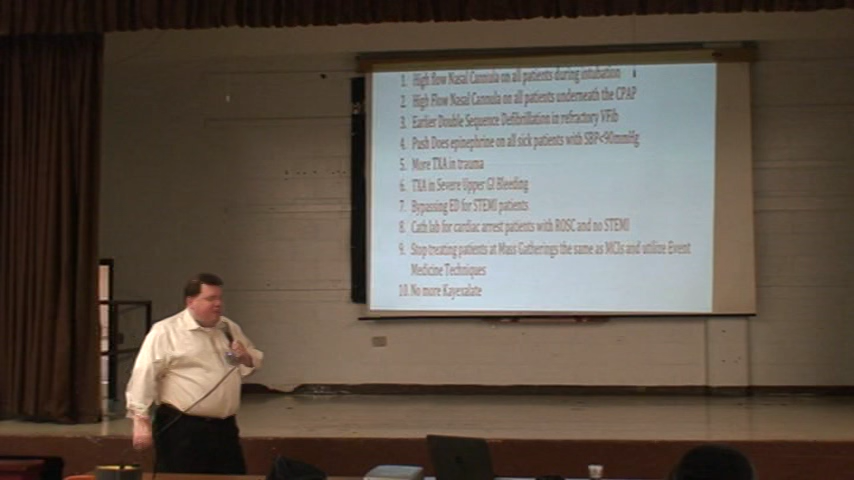 1. High flow Nasal Cannula on all patients during intubation
2. High Flow Nasal Cannula on all patients underneath the CPAP
3. Earlier Double Sequence Defibrillation in refractory VFib
4. Push Does epinephrine on all sick patients with SBP<90mmHg
5. More TXA in trauma
6. TXA in Severe Upper GI Bleeding
7. Bypassing ED for STEMI patients
8. Cath lab for cardiac arrest patients with ROSC and no STEMI
9. Stop treating patients at Mass Gatherings the same as MCIs and utilize Event
Medicine Techniques
10. No more Kayexalate